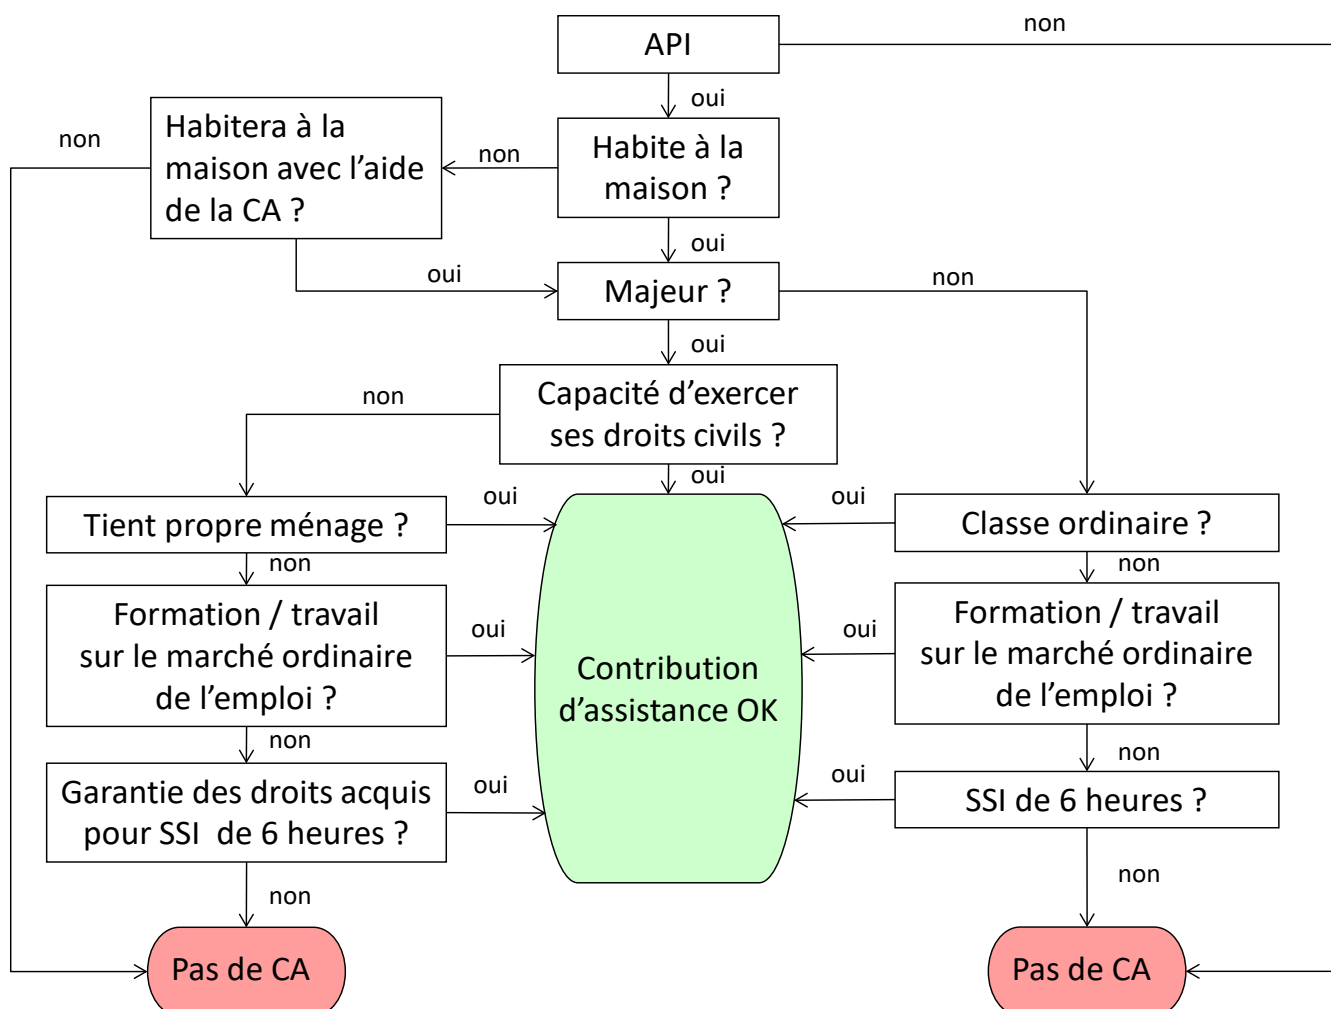 API
non
oui
non
Habitera à la
maison avec l’aide
de la CA ?
non
Habite à la
maison ?
oui
oui
Majeur ?
non
oui
non
Capacité d’exercer
ses droits civils ?
oui
Tient propre ménage ?
oui
oui
Classe ordinaire ?
non
non
Formation / travail
sur le marché ordinaire
de l’emploi ?
oui
Contribution
d’assistance OK
oui
Formation / travail
sur le marché ordinaire
de l’emploi ?
non
non
Garantie des droits acquis
pour SSI de 6 heures ?
oui
oui
SSI de 6 heures ?
non
non
Pas de CA
Pas de CA